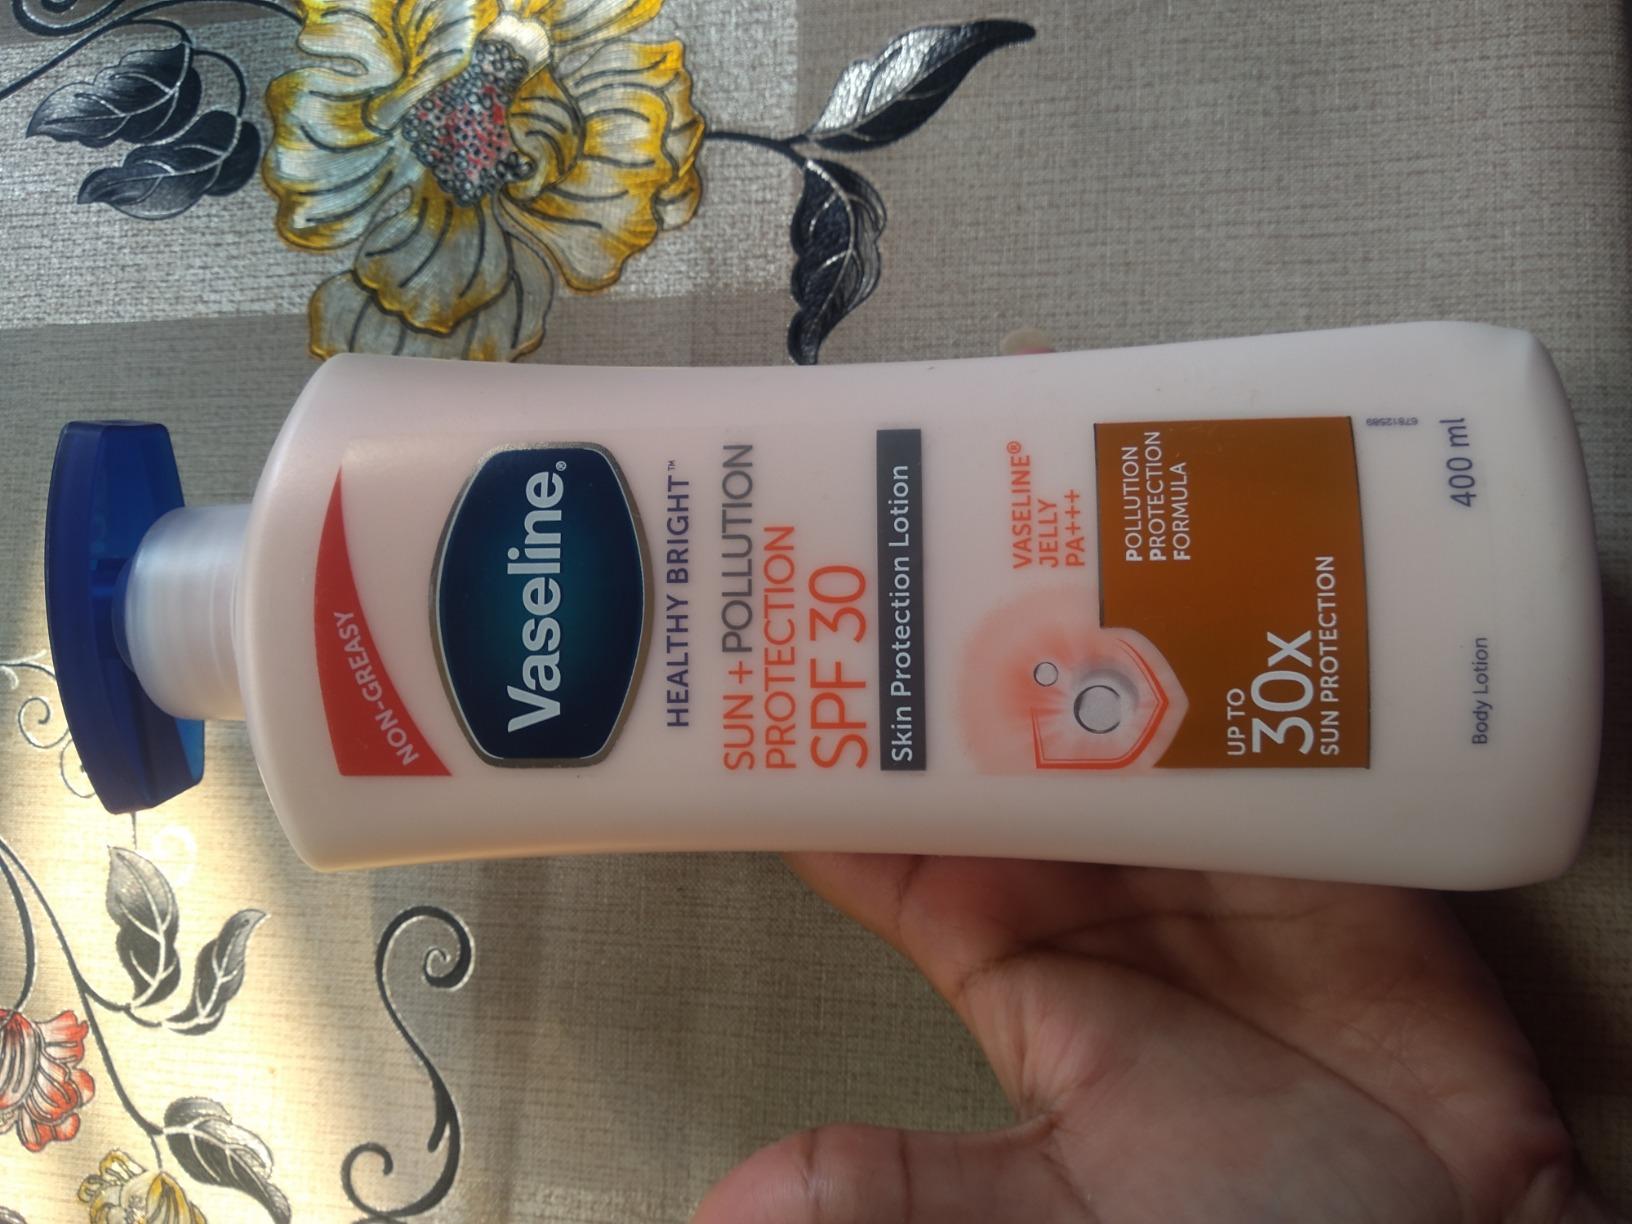 NON-GREASY
Vaseline®
HEALTHY BRIGHT™
SUN + POLLUTION
PROTECTION
SPF 30
Skin Protection Lotion
VASELINE®
JELLY
PA+++
POLLUTION
PROTECTION
FORMULA
UP TO
30X
SUN PROTECTION
67812589
Body Lotion
400 ml